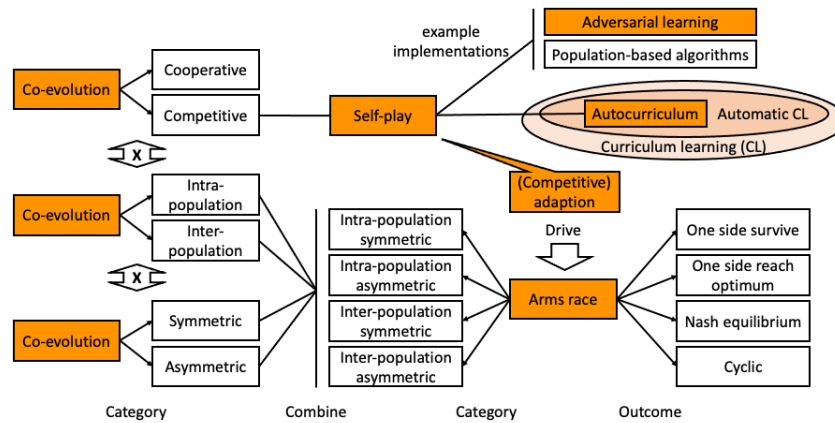 example
implementations
Adversarial learning
Population-based algorithms
Co-evolution
Cooperative
Competitive
Self-play
Autocurriculum
Automatic CL
Curriculum learning (CL)
X
(Competitive)
adaption
Co-evolution
Intra-
population
Inter-
population
X
Co-evolution
Symmetric
Asymmetric
Intra-population
symmetric
Intra-population
asymmetric
Inter-population
symmetric
Inter-population
asymmetric
Drive
Arms race
One side survive
One side reach
optimum
Nash equilibrium
Cyclic
Category
Combine
Category
Outcome